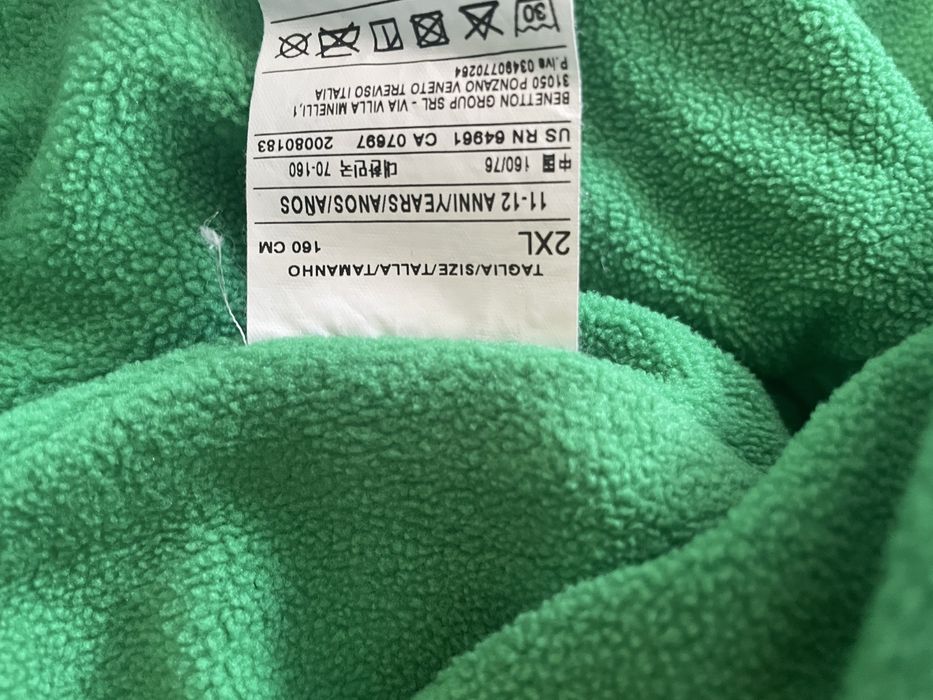 TAGLIA/SIZE/TALLA/TAMANHO
2XL 160 CM
11-12 ANNI/YEARS/ANOS/AÑOS
中国 160/76 대한민국 70-160
US RN 64961 CA 07697 20080183
BENETTON GROUP SRL - VIA VILLA MINELLI,1
31050 PONZANO VENETO TREVISO ITALIA
P.iva 03490770264
30